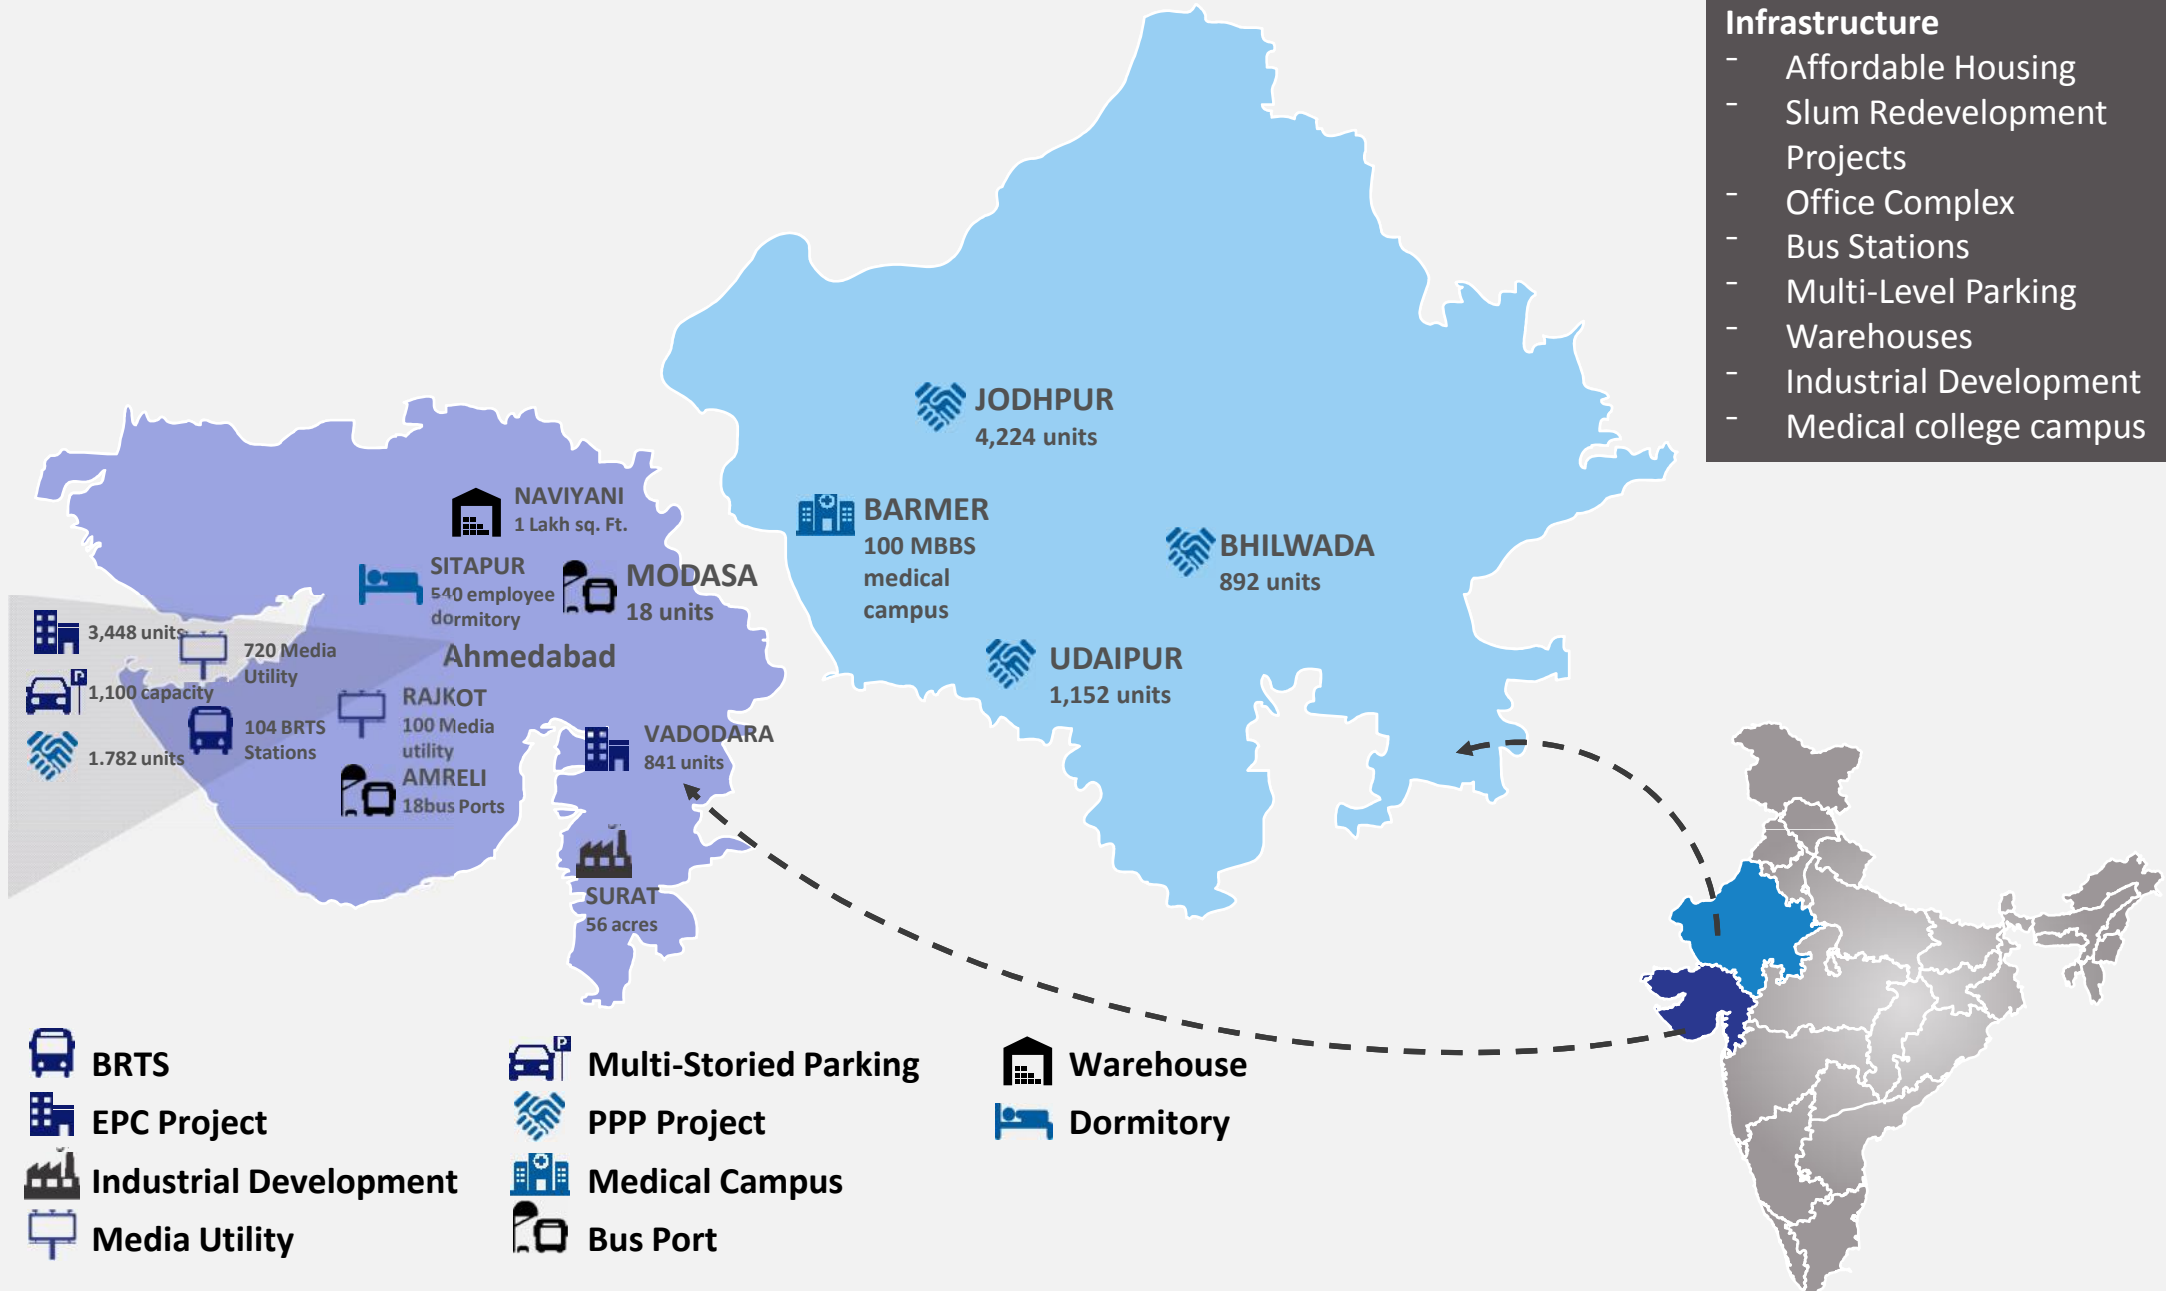 Infrastructure
- Affordable Housing
- Slum Redevelopment
Projects
- Office Complex
- Bus Stations
- Multi-Level Parking
- Warehouses
- Industrial Development
- Medical college campus
JODHPUR
4,224 units
BARMER
100 MBBS
medical
campus
BHILWADA
892 units
UDAIPUR
1,152 units
NAVIYANI
1 Lakh sq. Ft.
SITAPUR
540 employee
dormitory
MODASA
18 units
Ahmedabad
3,448 units
720 Media
Utility
P
1,100 capacity
104 BRTS
Stations
1.782 units
RAJKOT
100 Media
utility
AMRELI
18bus Ports
VADODARA
841 units
SURAT
56 acres
BRTS
EPC Project
Industrial Development
Media Utility
P
Multi-Storied Parking
PPP Project
Medical Campus
Bus Port
Warehouse
Dormitory